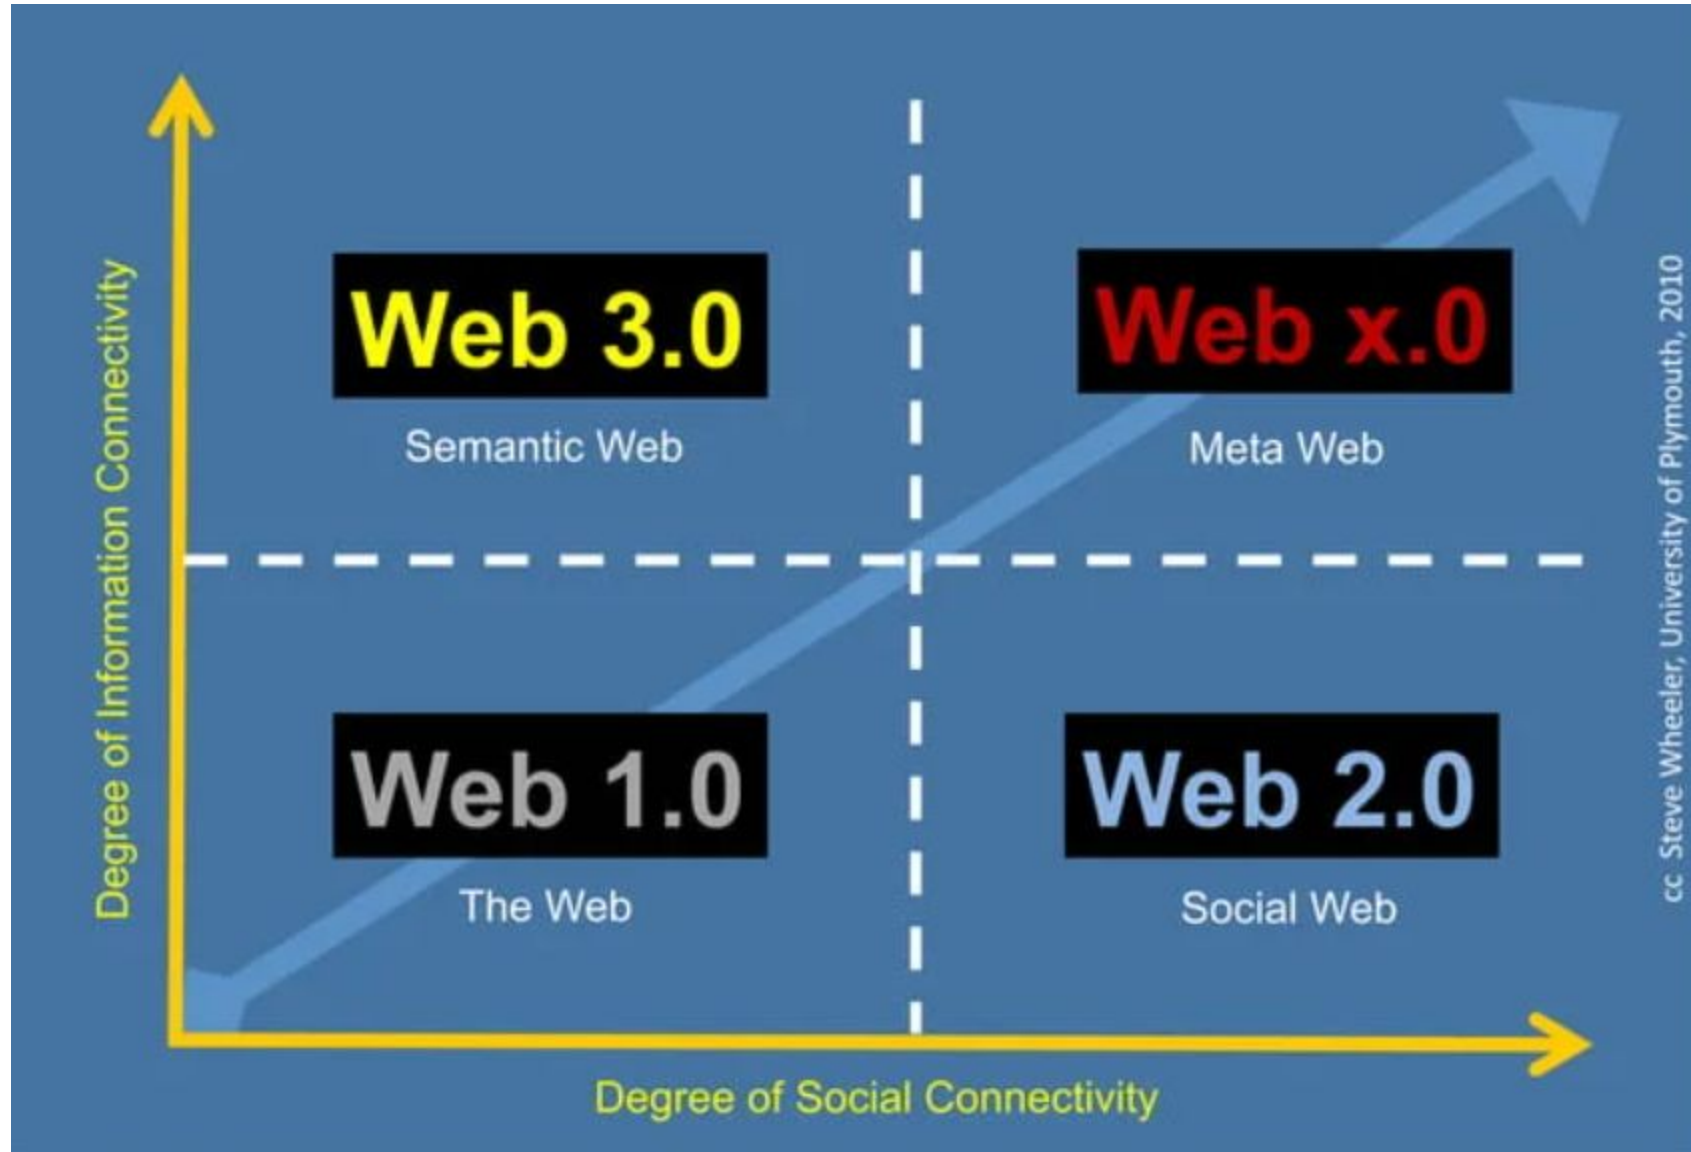 Web 3.0
Semantic Web
Web x.0
Meta Web
Web 1.0
The Web
Web 2.0
Social Web
Degree of Information Connectivity
Degree of Social Connectivity
cc Steve Wheeler, University of Plymouth, 2010